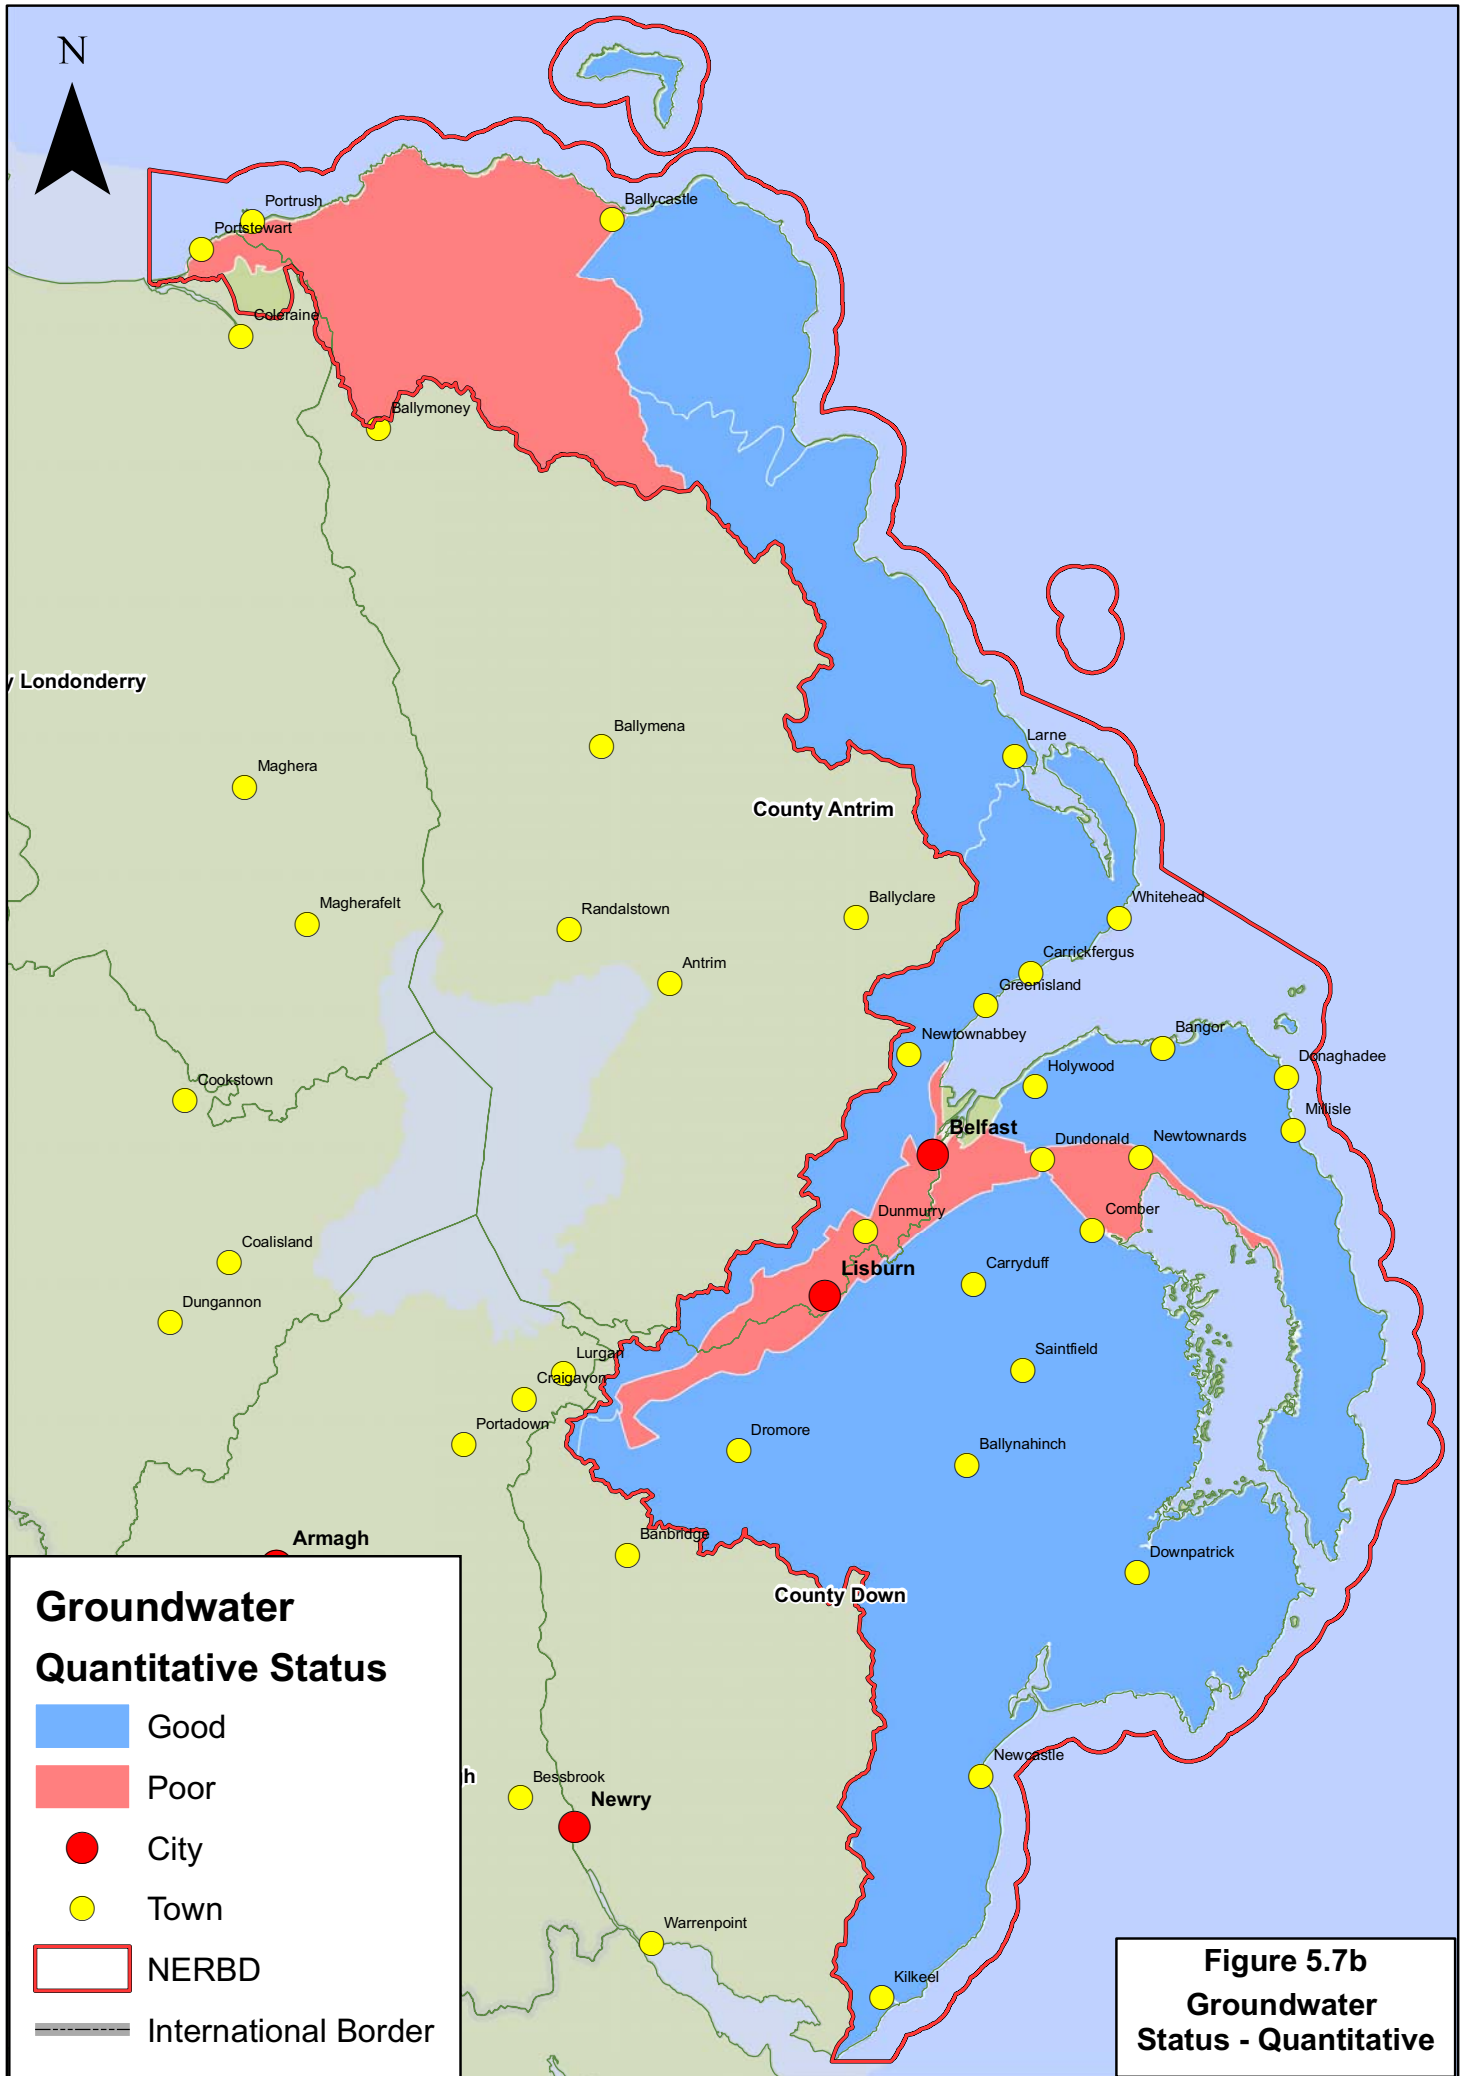 N
Ballycastle
Portrush
Portstewart
Coleraine
Ballymoney
y Londonderry
Ballymena
Larne
Maghera
County Antrim
Ballyclare
Whitehead
Magherafelt
Randalstown
Carrickfergus
Antrim
Greenisland
Newtownabbey
Bangor
Donaghadee
Holywood
Cookstown
Millisle
Belfast
Dundonald
Newtownards
Dunmurry
Comber
Coalisland
Lisburn
Carryduff
Dungannon
Lurgan
Saintfield
Craigavon
Portadown
Dromore
Ballynahinch
Armagh
Banbridge
Downpatrick
County Down
Newcastle
gh
Bessbrook
Newry
Warrenpoint
Kilkeel
Groundwater
Quantitative Status
Good
Poor
City
Town
NERBD
International Border
Figure 5.7b
Groundwater
Status - Quantitative